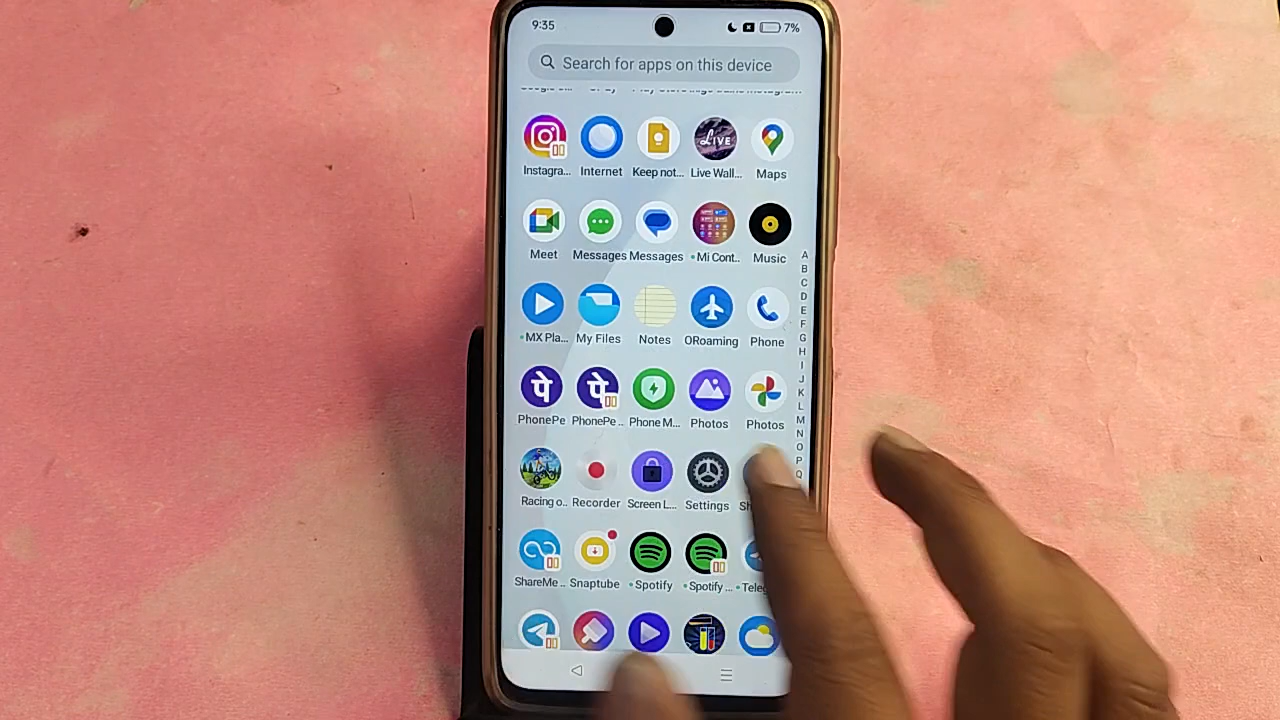 9:35 7%
Search for apps on this device
LIVE
Instagra... Internet Keep not... Live Wall... Maps
Meet Messages Messages Mi Cont.. Music
MX Pla... My Files Notes ORoaming Phone
पे पे
PhonePe PhonePe .. Phone M... Photos Photos
Racing o.. Recorder Screen L... Settings Sh
ShareMe .. Snaptube Spotify Spotify ... Teleg
A
B
C
D
E
F
G
H
I
J
K
L
M
N
O
P
Q